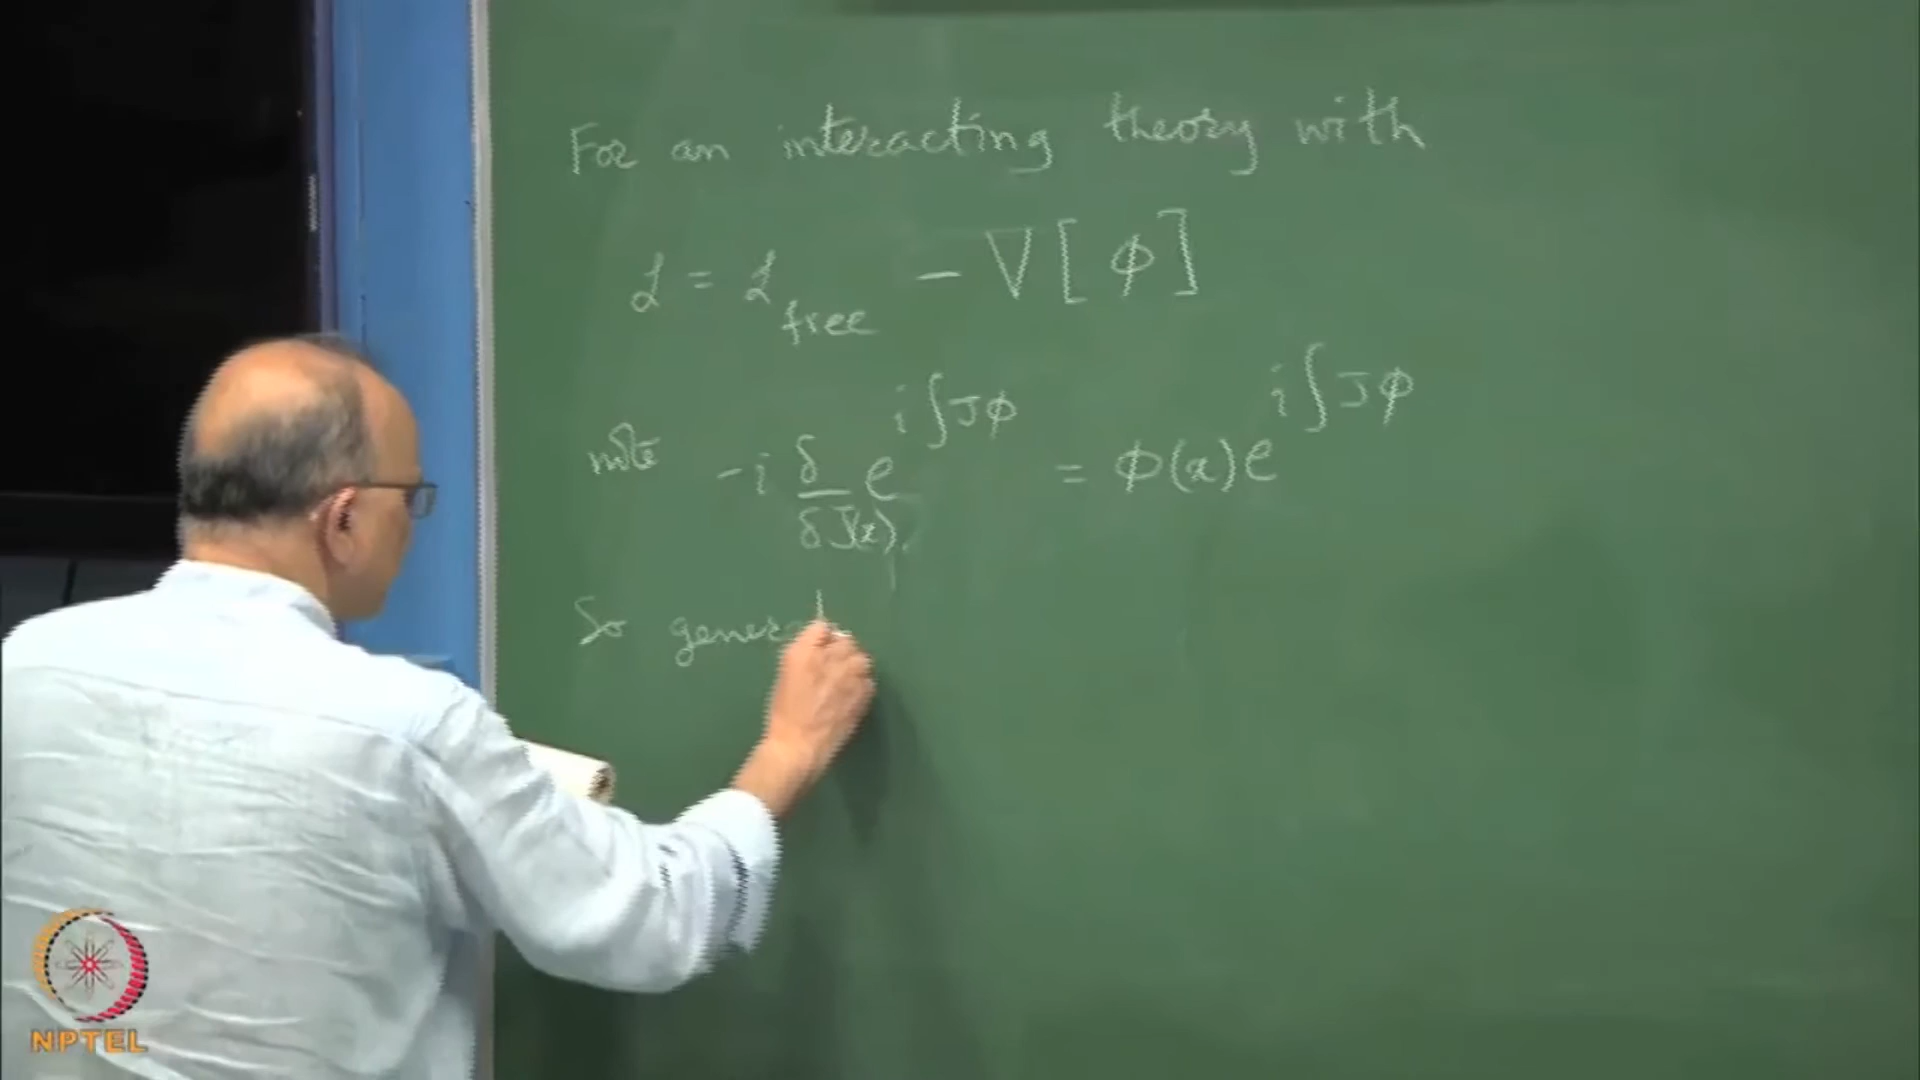 For an interacting theory with
ℒ = ℒ_free - V[ϕ]
note -i δ/δJ(x) e^{i∫Jϕ} = ϕ(x) e^{i∫Jϕ}
So general
NPTEL